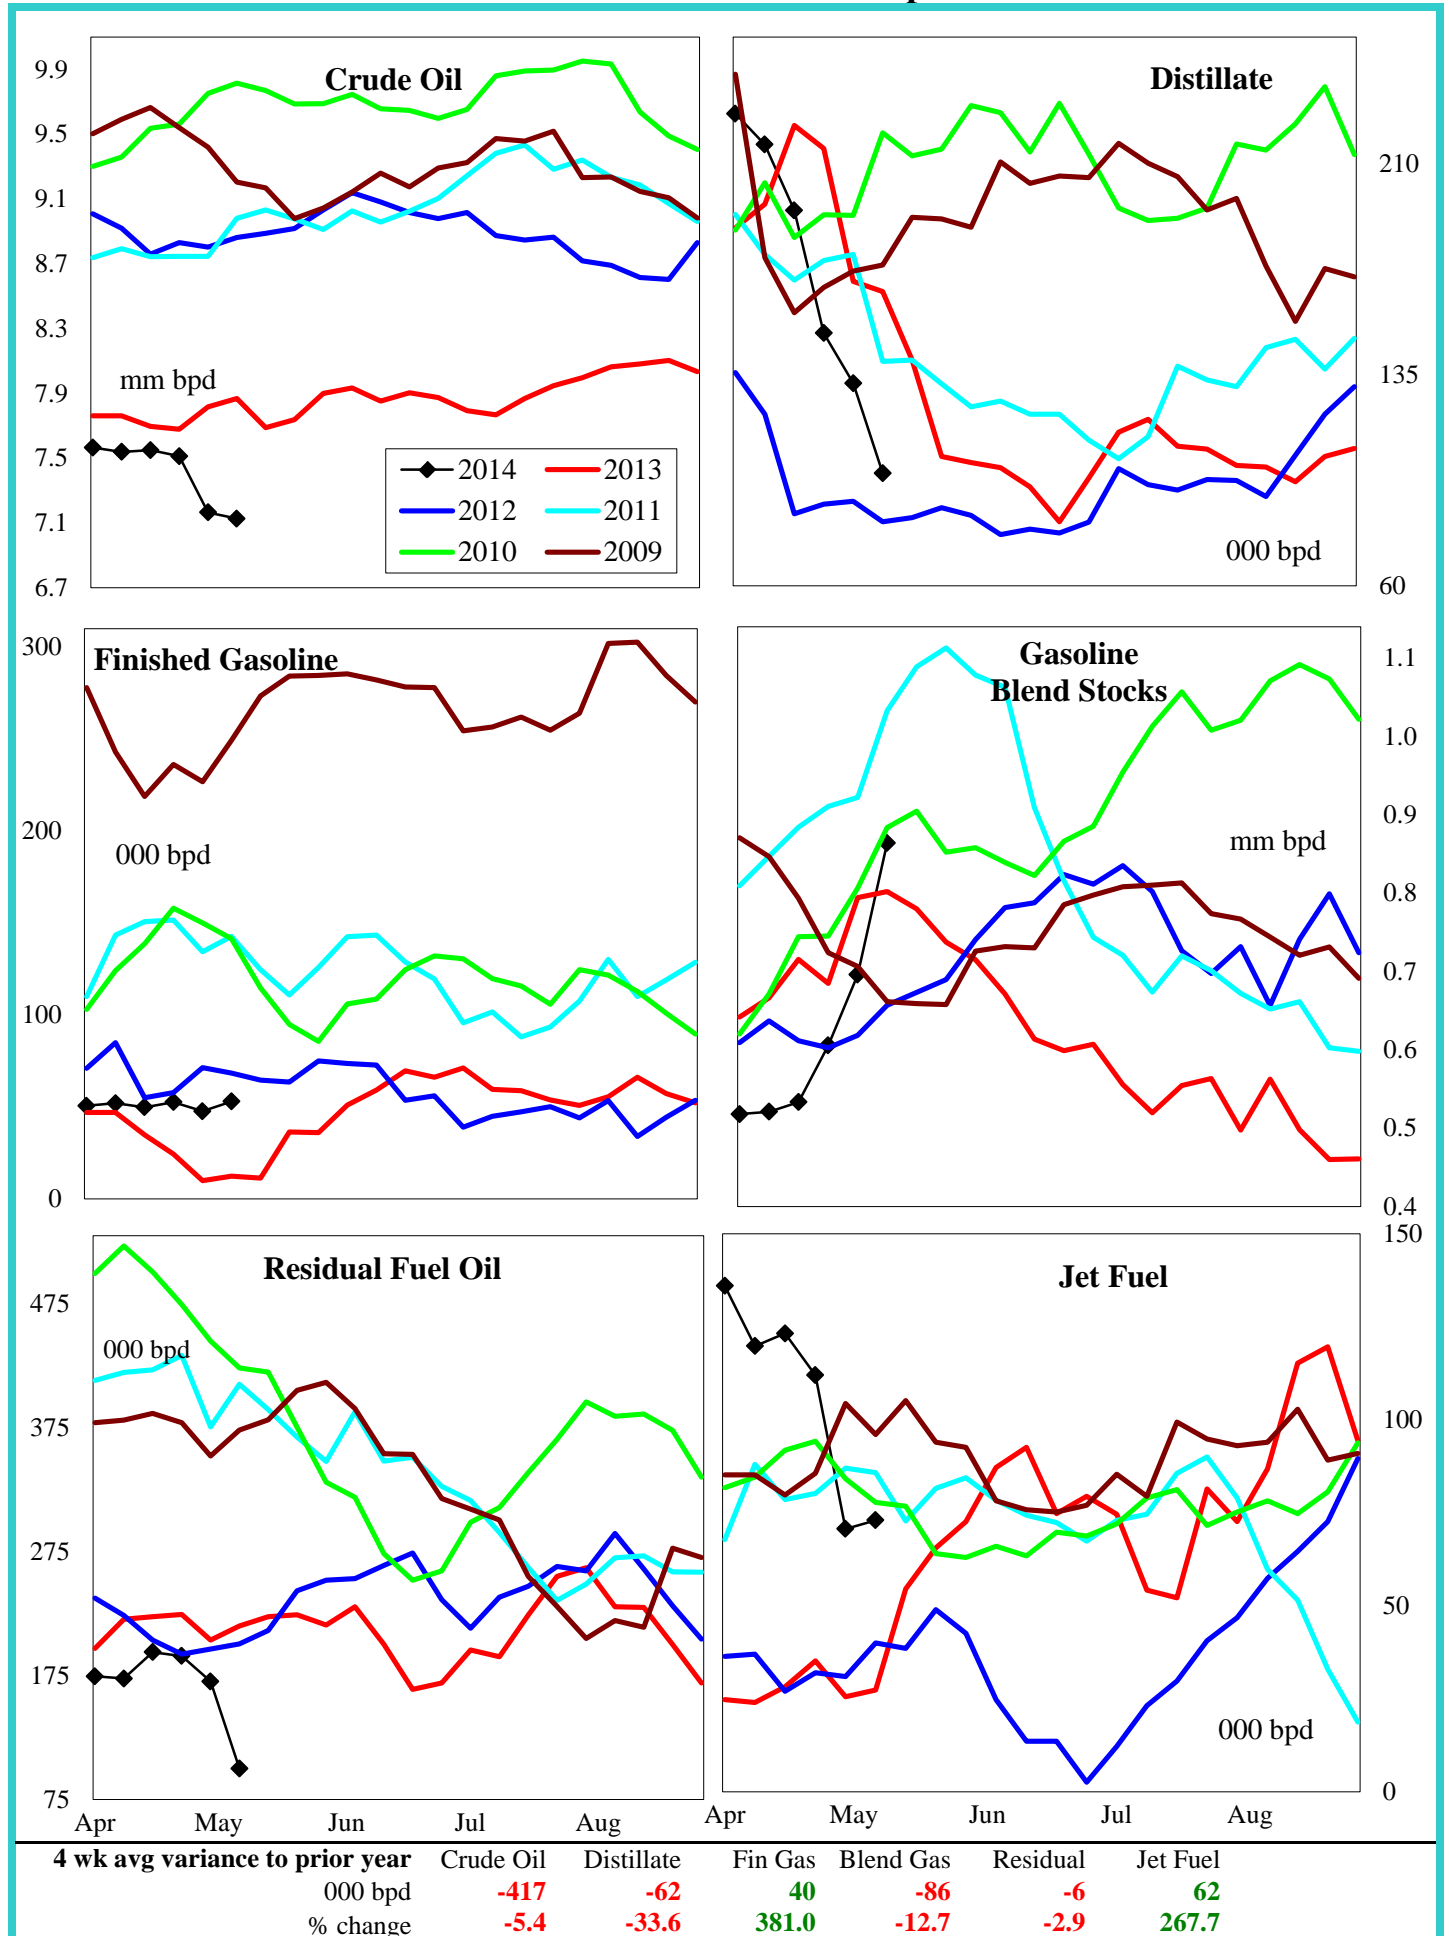 Crude Oil
Distillate
9.9
9.5
9.1
8.7
8.3
7.9
7.5
7.1
6.7
mm bpd
2014 2013
2012 2011
2010 2009
210
135
60
000 bpd
Finished Gasoline
300
200
100
0
000 bpd
Gasoline
Blend Stocks
1.1
1.0
0.9
0.8
0.7
0.6
0.5
0.4
mm bpd
Residual Fuel Oil
475
375
275
175
75
000 bpd
Apr May Jun Jul Aug
Jet Fuel
150
100
50
0
000 bpd
Apr May Jun Jul Aug
4 wk avg variance to prior year Crude Oil Distillate Fin Gas Blend Gas Residual Jet Fuel
000 bpd -417 -62 40 -86 -6 62
% change -5.4 -33.6 381.0 -12.7 -2.9 267.7